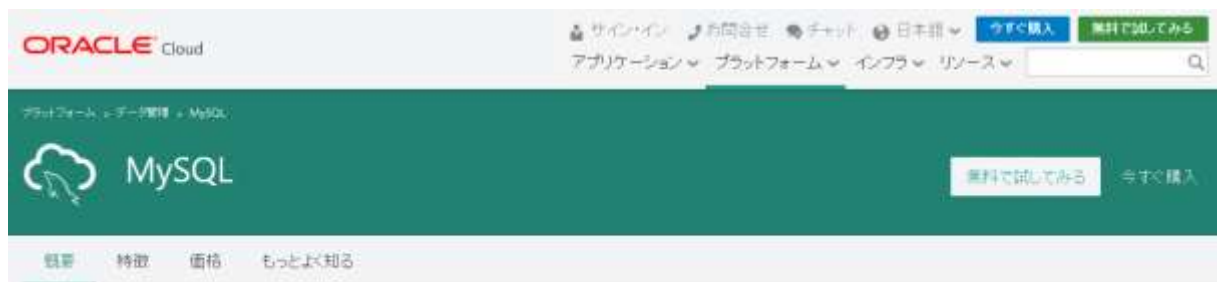 ORACLE Cloud
サイン・イン お問合せ チャット 日本語 今すぐ購入 無料で試してみる
アプリケーション プラットフォーム インフラ リソース
プラットフォーム » データ管理 » MySQL
MySQL
無料で試してみる 今すぐ購入
概要 特徴 価格 もっとよく知る